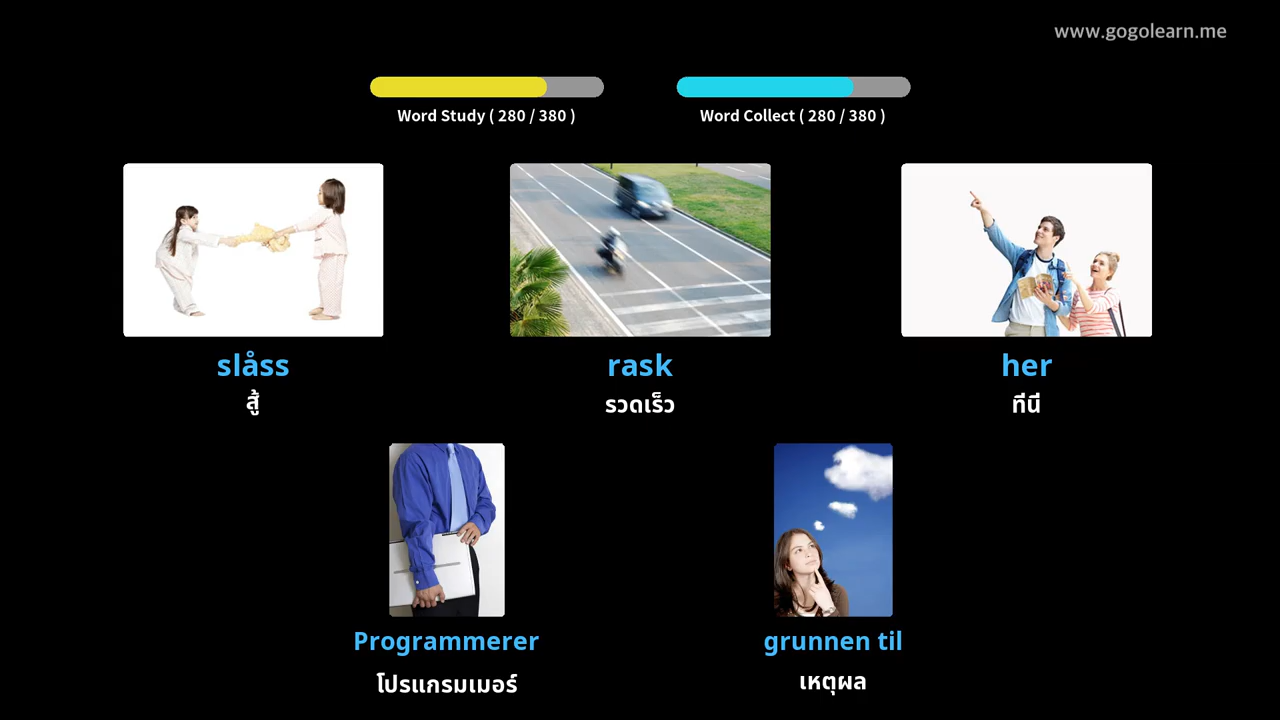 www.gogolearn.me
Word Study ( 280 / 380 )
Word Collect ( 280 / 380 )
slåss
สู้
rask
รวดเร็ว
her
ที่นี่
Programmerer
โปรแกรมเมอร์
grunnen til
เหตุผล